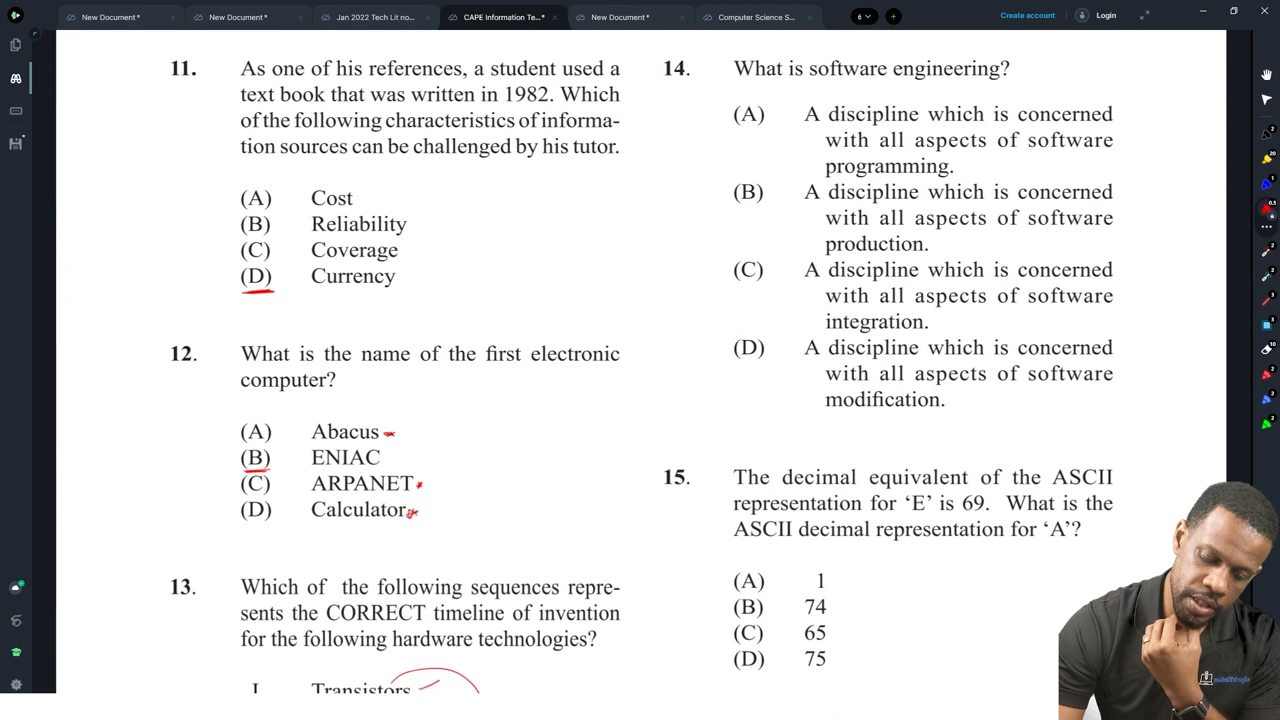 New Document*
New Document*
Jan 2022 Tech Lit no...
CAPE Information Te...*
New Document*
Computer Science S...
6
Create account
Login
11. As one of his references, a student used a
text book that was written in 1982. Which
of the following characteristics of informa-
tion sources can be challenged by his tutor.
(A) Cost
(B) Reliability
(C) Coverage
(D) Currency
12. What is the name of the first electronic
computer?
(A) Abacus
(B) ENIAC
(C) ARPANET
(D) Calculator
13. Which of the following sequences repre-
sents the CORRECT timeline of invention
for the following hardware technologies?
I Transistors
14. What is software engineering?
(A) A discipline which is concerned
with all aspects of software
programming.
(B) A discipline which is concerned
with all aspects of software
production.
(C) A discipline which is concerned
with all aspects of software
integration.
(D) A discipline which is concerned
with all aspects of software
modification.
15. The decimal equivalent of the ASCII
representation for ‘E’ is 69. What is the
ASCII decimal representation for ‘A’?
(A) 1
(B) 74
(C) 65
(D) 75